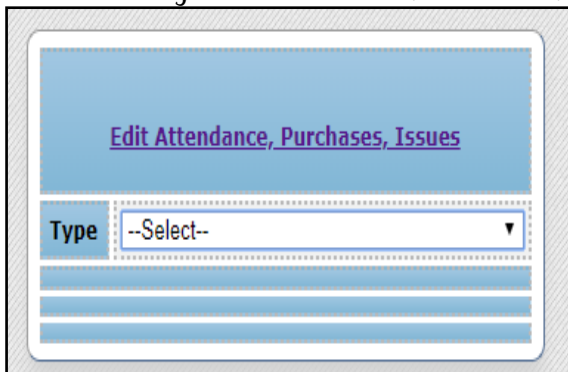 Edit Attendance, Purchases, Issues
Type --Select--